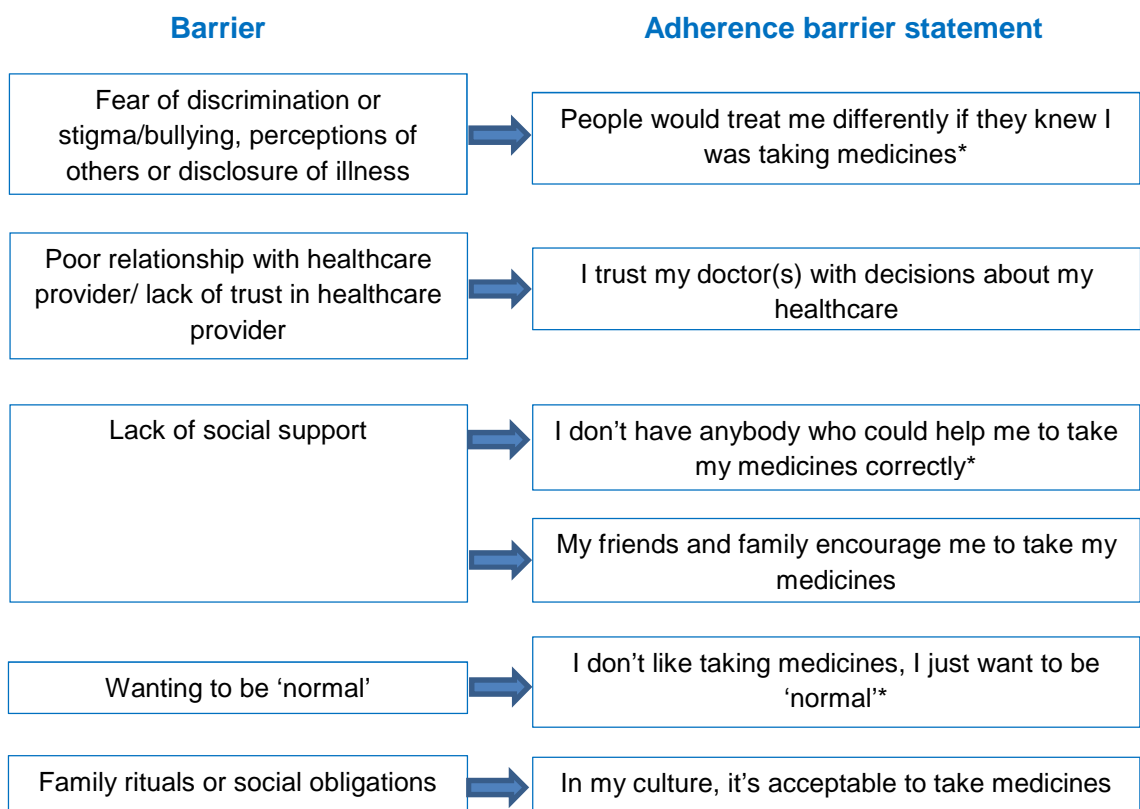 Barrier
Adherence barrier statement
Fear of discrimination or
stigma/bullying, perceptions of
others or disclosure of illness
People would treat me differently if they knew I
was taking medicines*
Poor relationship with healthcare
provider/ lack of trust in healthcare
provider
I trust my doctor(s) with decisions about my
healthcare
Lack of social support
I don’t have anybody who could help me to take
my medicines correctly*
My friends and family encourage me to take my
medicines
Wanting to be ‘normal’
I don’t like taking medicines, I just want to be
‘normal’*
Family rituals or social obligations
In my culture, it’s acceptable to take medicines